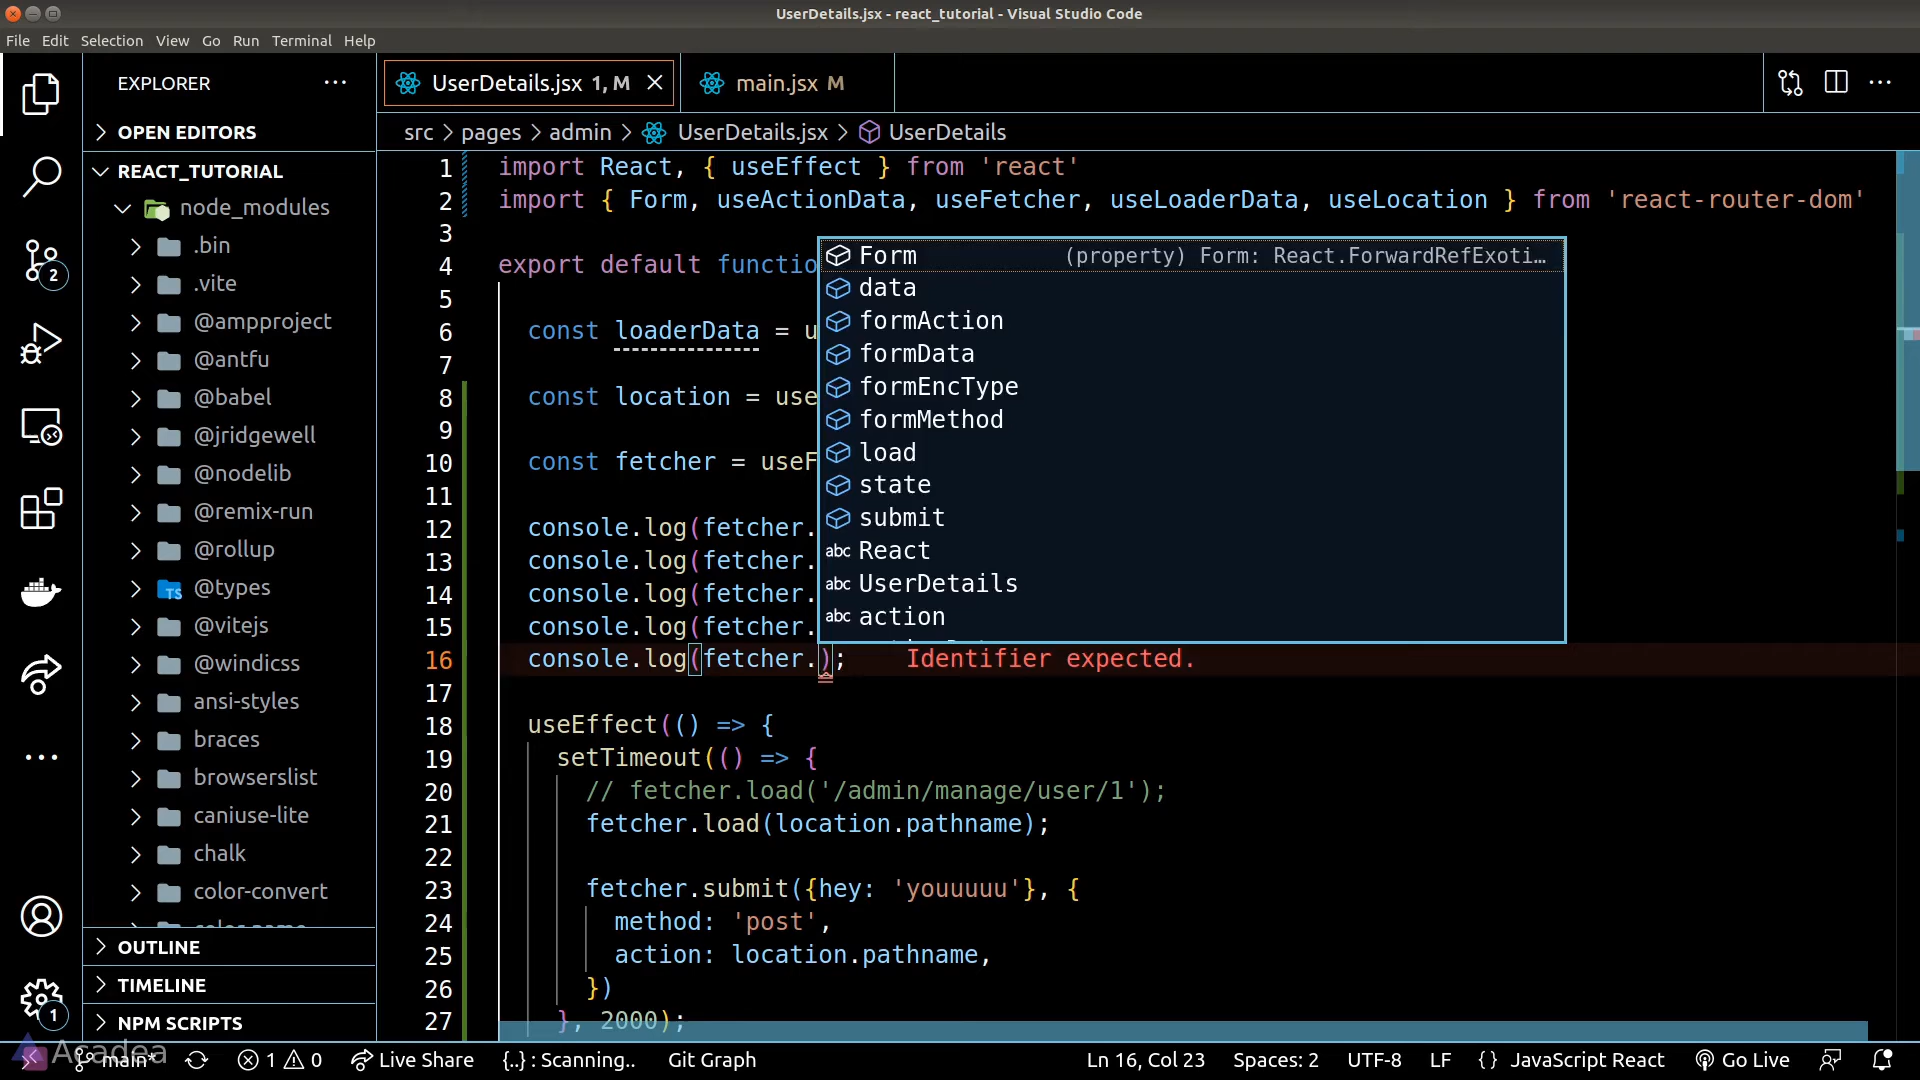 UserDetails.jsx - react_tutorial - Visual Studio Code
File Edit Selection View Go Run Terminal Help
EXPLORER
OPEN EDITORS
REACT_TUTORIAL
node_modules
.bin
.vite
@ampproject
@antfu
@babel
@jridgewell
@nodelib
@remix-run
@rollup
@types
@vitejs
@windicss
ansi-styles
braces
browserslist
caniuse-lite
chalk
color-convert
OUTLINE
TIMELINE
NPM SCRIPTS
2
1
UserDetails.jsx 1, M
main.jsx M
src > pages > admin > UserDetails.jsx > UserDetails
1 import React, { useEffect } from 'react'
2 import { Form, useActionData, useFetcher, useLoaderData, useLocation } from 'react-router-dom'
3
4 export default functio
5
6 const loaderData = u
7
8 const location = use
9
10 const fetcher = useF
11
12 console.log(fetcher.
13 console.log(fetcher.
14 console.log(fetcher.
15 console.log(fetcher.
16 console.log(fetcher.); Identifier expected.
17
18 useEffect(() => {
19 setTimeout(() => {
20 // fetcher.load('/admin/manage/user/1');
21 fetcher.load(location.pathname);
22
23 fetcher.submit({hey: 'youuuuu'}, {
24 method: 'post',
25 action: location.pathname,
26 })
27 }, 2000);
Form (property) Form: React.ForwardRefExoti…
data
formAction
formData
formEncType
formMethod
load
state
submit
abc React
abc UserDetails
abc action
Acadea
main* 1 0 Live Share {..} : Scanning.. Git Graph Ln 16, Col 23 Spaces: 2 UTF-8 LF { } JavaScript React Go Live